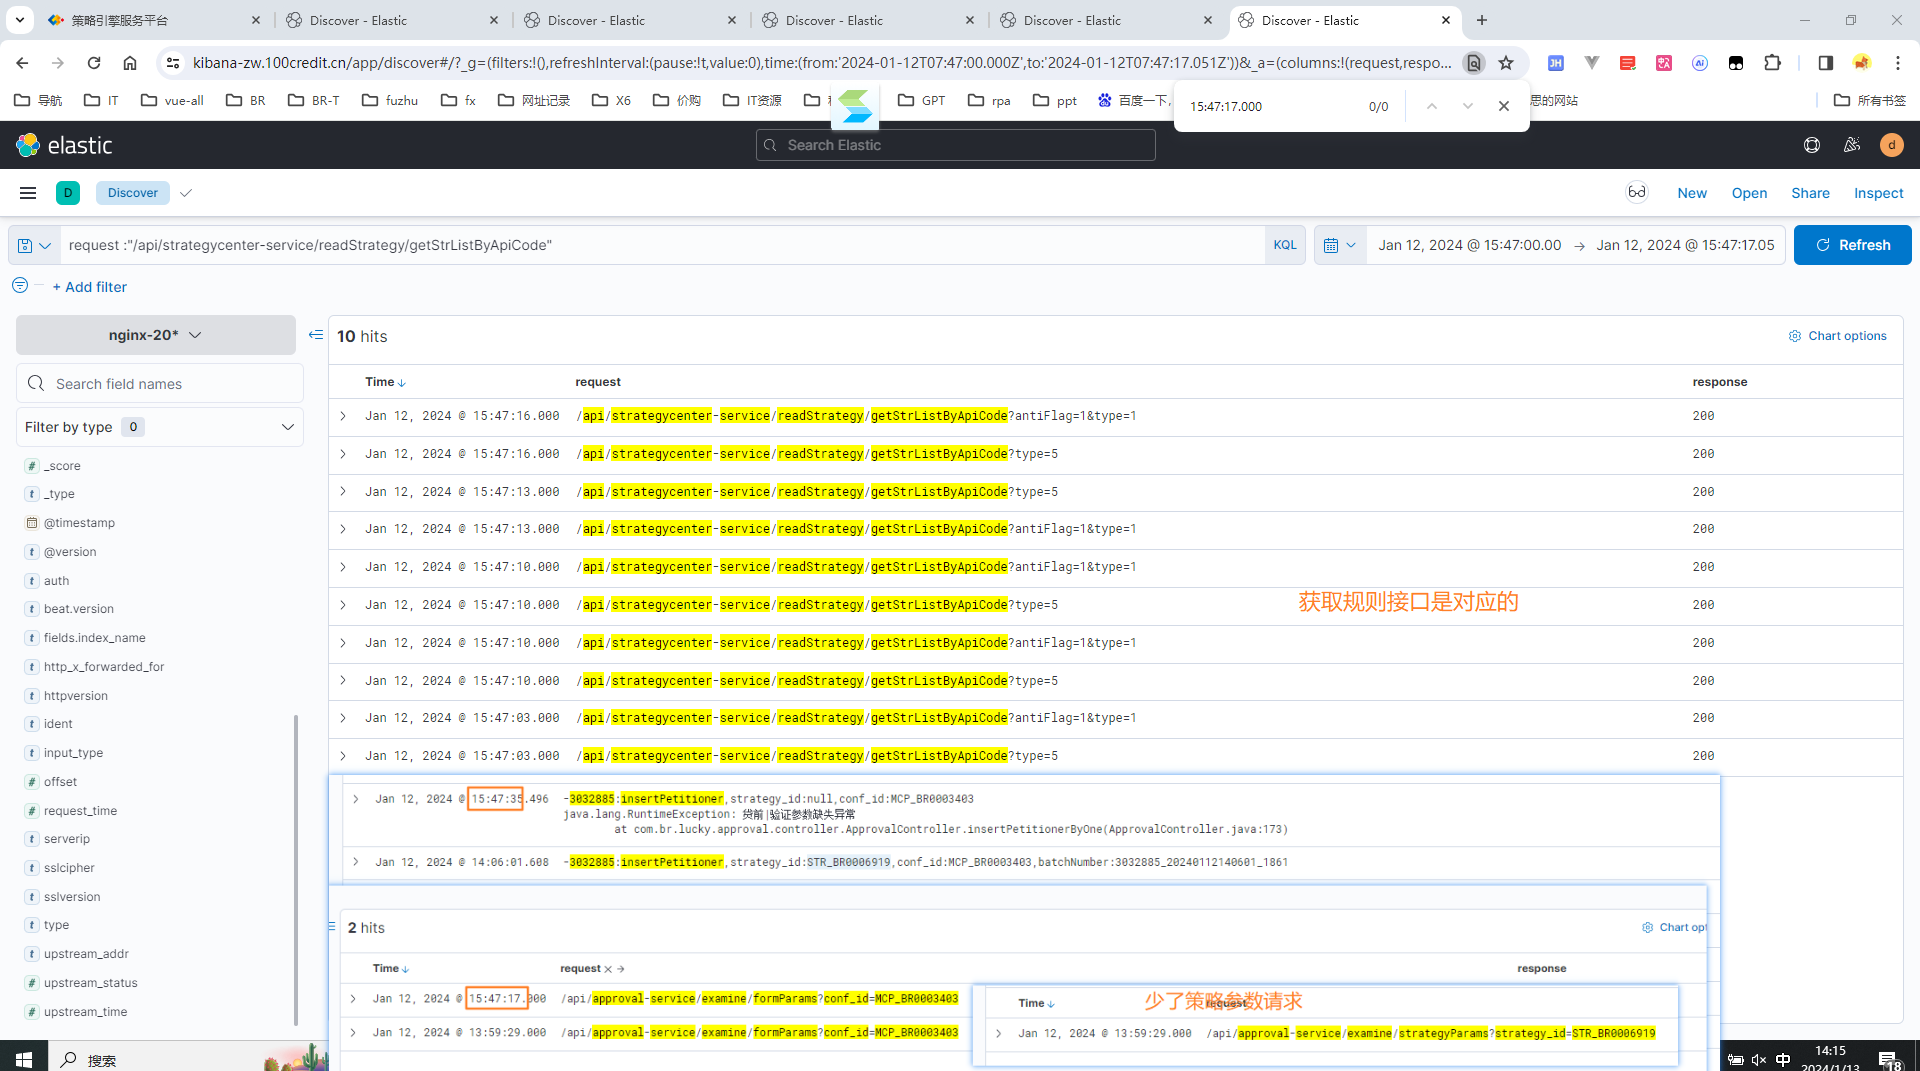 策略引擎服务平台
Discover - Elastic
Discover - Elastic
Discover - Elastic
Discover - Elastic
Discover - Elastic
kibana-zw.100credit.cn/app/discover#/?_g=(filters:!(),refreshInterval:(pause:!t,value:0),time:(from:'2024-01-12T07:47:00.000Z',to:'2024-01-12T07:47:17.051Z'))&_a=(columns:!(request,respo...
导航
IT
vue-all
BR
BR-T
fuzhu
fx
网址记录
X6
价购
IT资源
GPT
rpa
ppt
百度一下,
思的网站
所有书签
15:47:17.000
0/0
elastic
Search Elastic
d
D
Discover
New
Open
Share
Inspect
request :"/api/strategycenter-service/readStrategy/getStrListByApiCode"
KQL
Jan 12, 2024 @ 15:47:00.00 → Jan 12, 2024 @ 15:47:17.05
Refresh
+ Add filter
nginx-20*
Search field names
Filter by type 0
# _score
t _type
@timestamp
t @version
t auth
t beat.version
t fields.index_name
t http_x_forwarded_for
t httpversion
t ident
t input_type
# offset
# request_time
t serverip
t sslcipher
t sslversion
t type
t upstream_addr
# upstream_status
# upstream_time
10 hits
Chart options
Time request response
Jan 12, 2024 @ 15:47:16.000 /api/strategycenter-service/readStrategy/getStrListByApiCode?antiFlag=1&type=1 200
Jan 12, 2024 @ 15:47:16.000 /api/strategycenter-service/readStrategy/getStrListByApiCode?type=5 200
Jan 12, 2024 @ 15:47:13.000 /api/strategycenter-service/readStrategy/getStrListByApiCode?type=5 200
Jan 12, 2024 @ 15:47:13.000 /api/strategycenter-service/readStrategy/getStrListByApiCode?antiFlag=1&type=1 200
Jan 12, 2024 @ 15:47:10.000 /api/strategycenter-service/readStrategy/getStrListByApiCode?antiFlag=1&type=1 200
Jan 12, 2024 @ 15:47:10.000 /api/strategycenter-service/readStrategy/getStrListByApiCode?type=5 200
获取规则接口是对应的
Jan 12, 2024 @ 15:47:10.000 /api/strategycenter-service/readStrategy/getStrListByApiCode?antiFlag=1&type=1 200
Jan 12, 2024 @ 15:47:10.000 /api/strategycenter-service/readStrategy/getStrListByApiCode?type=5 200
Jan 12, 2024 @ 15:47:03.000 /api/strategycenter-service/readStrategy/getStrListByApiCode?antiFlag=1&type=1 200
Jan 12, 2024 @ 15:47:03.000 /api/strategycenter-service/readStrategy/getStrListByApiCode?type=5 200
Jan 12, 2024 @ 15:47:35.496 -3032885:insertPetitioner,strategy_id:null,conf_id:MCP_BR0003403
java.lang.RuntimeException: 贷前|验证参数缺失异常
at com.br.lucky.approval.controller.ApprovalController.insertPetitionerByOne(ApprovalController.java:173)
Jan 12, 2024 @ 14:06:01.608 -3032885:insertPetitioner,strategy_id:STR_BR0006919,conf_id:MCP_BR0003403,batchNumber:3032885_20240112140601_1861
2 hits
Chart opt
Time request response
Jan 12, 2024 @ 15:47:17.000 /api/approval-service/examine/formParams?conf_id=MCP_BR0003403
Jan 12, 2024 @ 13:59:29.000 /api/approval-service/examine/formParams?conf_id=MCP_BR0003403
Time request
少了策略参数请求
Jan 12, 2024 @ 13:59:29.000 /api/approval-service/examine/strategyParams?strategy_id=STR_BR0006919
搜索
中
14:15
2024/1/13
18